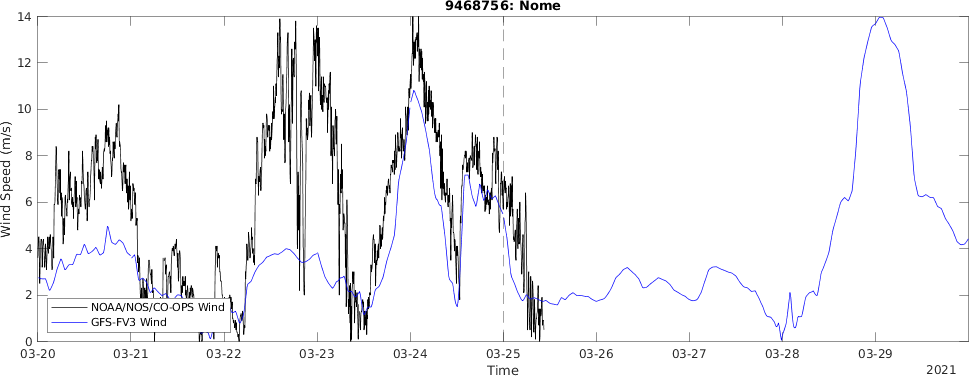 9468756: Nome
Wind Speed (m/s)
14
12
10
8
6
4
2
0
NOAA/NOS/CO-OPS Wind
GFS-FV3 Wind
03-20 03-21 03-22 03-23 03-24 03-25 03-26 03-27 03-28 03-29
Time
2021